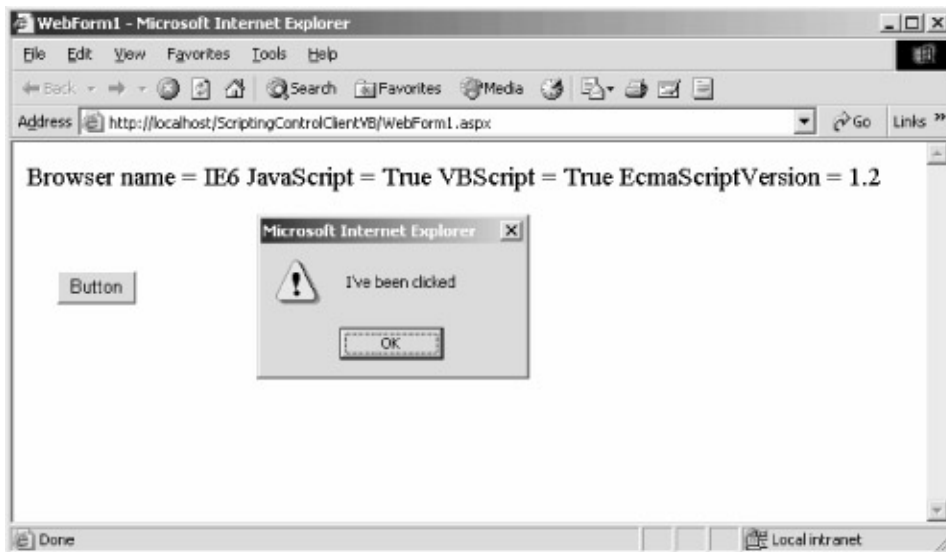 WebForm1 - Microsoft Internet Explorer
File Edit View Favorites Tools Help
Back Search Favorites Media
Address http://localhost/ScriptingControlClientVB/WebForm1.aspx Go Links »
Browser name = IE6 JavaScript = True VBScript = True EcmaScriptVersion = 1.2
Microsoft Internet Explorer
I've been clicked
Button
OK
Done Local intranet